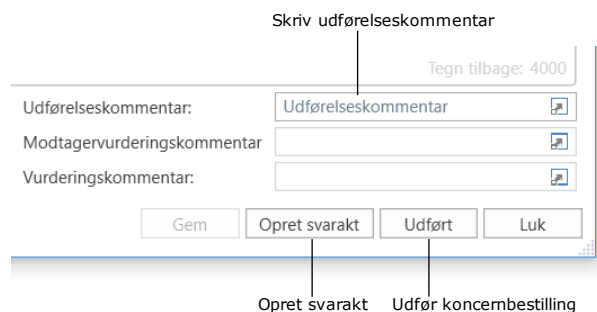 Skriv udførelseskommentar
Tegn tilbage: 4000
Udførelseskommentar: Udførelseskommentar
Modtagervurderingskommentar
Vurderingskommentar:
Gem Opret svarakt Udført Luk
Opret svarakt Udfør koncernbestilling